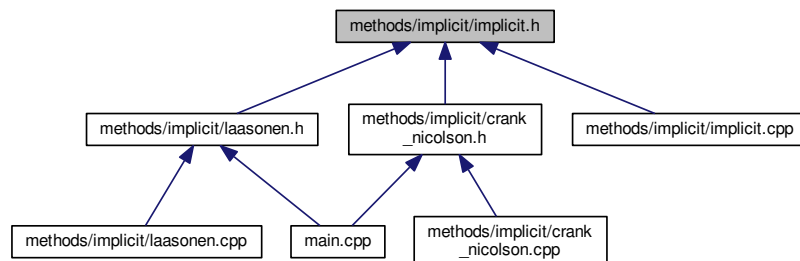 methods/implicit/implicit.h
methods/implicit/laasonen.h
methods/implicit/crank
_nicolson.h
methods/implicit/implicit.cpp
methods/implicit/laasonen.cpp
main.cpp
methods/implicit/crank
_nicolson.cpp